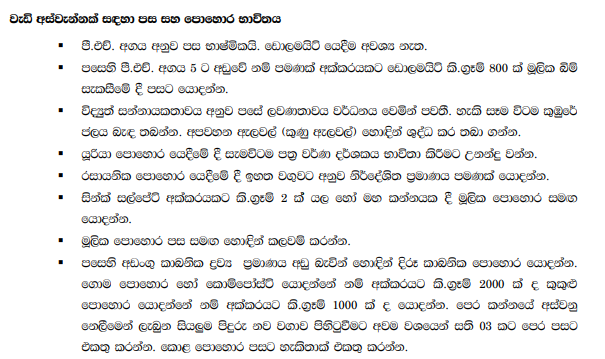 වැඩි අස්වැන්නක් සඳහා පස සහ පොහොර භාවිතය
▪ පී.එච්. අගය අනුව පස භාෂ්මිකයි. ඩොලමයිට් යෙදීම අවශ්‍ය නැත.
▪ පසෙහි පී.එච්. අගය 5 ට අඩුවේ නම් පමණක් අක්කරයකට ඩොලමයිට් කි.ග්‍රෑම් 800 ක් මූලික බිම්
සැකසීමේ දී පසට යොදන්න.
▪ විද්‍යුත් සන්නායකතාවය අනුව පසේ ලවණතාවය වර්ධනය වෙමින් පවතී. හැකි සෑම විටම කුඹුරේ
ජලය බැඳ තබන්න. අපවහන ඇලවල් (කුණු ඇලවල්) හොඳින් ශුද්ධ කර තබා ගන්න.
▪ යූරියා පොහොර යෙදීමේ දී සැමවිටම පත්‍ර වර්ණ දර්ශකය භාවිතා කිරීමට උනන්දු වන්න.
▪ රසායනික පොහොර යෙදීමේ දී ඉහත වගුවට අනුව නිර්දේශිත ප්‍රමාණය පමණක් යොදන්න.
▪ සින්ක් සල්පේට් අක්කරයකට කි.ග්‍රෑම් 2 ක් යල හෝ මහ කන්නයක දී මූලික පොහොර සමඟ
යොදන්න.
▪ මූලික පොහොර පස සමඟ හොඳින් කලවම් කරන්න.
▪ පසෙහි අඩංගු කාබනික ද්‍රව්‍ය ප්‍රමාණය අඩු බැවින් හොඳින් දිරූ කාබනික පොහොර යොදන්න.
ගොම පොහොර හෝ කොම්පෝස්ට් යොදන්නේ නම් අක්කරයට කි.ග්‍රෑම් 2000 ක් ද කුකුළු
පොහොර යොදන්නේ නම් අක්කරයට කි.ග්‍රෑම් 1000 ක් ද යොදන්න. පෙර කන්නයේ අස්වනු
නෙලීමෙන් ලැබුන සියලුම පිදුරු නව වගාව පිහිටුවීමට අවම වශයෙන් සති 03 කට පෙර පසට
එකතු කරන්න. කොළ පොහොර පසට හැකිතාක් එකතු කරන්න.